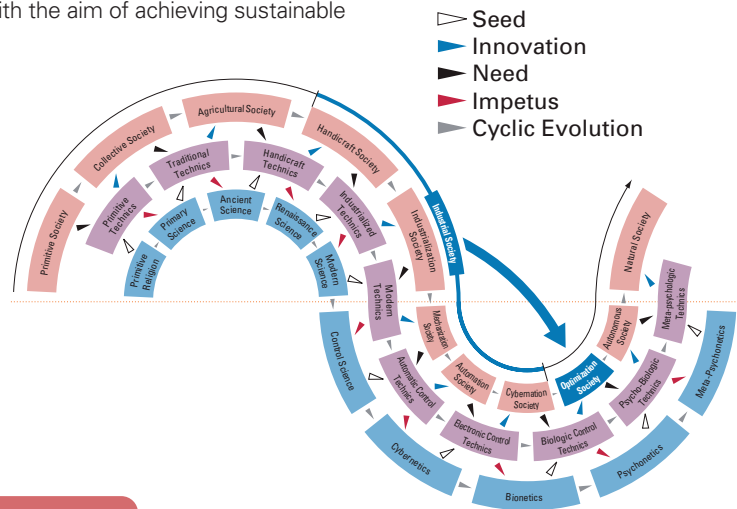 ith the aim of achieving sustainable
Seed
Innovation
Need
Impetus
Cyclic Evolution
Primitive Society
Collective Society
Agricultural Society
Handicraft Society
Industrialization
Society
Mechanization
Society
Automation
Society
Cybernation
Society
Optimization
Society
Autonomous
Society
Natural Society
Industrial Society
Primitive
Technics
Traditional
Technics
Handicraft
Technics
Industrialized
Technics
Modern
Technics
Automatic Control
Technics
Electronic Control
Technics
Biologic Control
Technics
Psycho-Biologic
Technics
Meta-psychologic
Technics
Primitive
Religion
Primary
Science
Ancient
Science
Renaissance
Science
Modern
Science
Control Science
Cybernetics
Bionetics
Psychonetics
Meta-Psychonetics